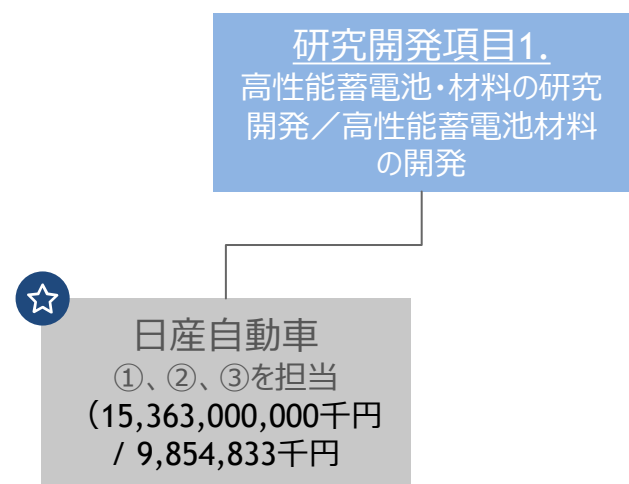 研究開発項目1.
高性能蓄電池・材料の研究
開発／高性能蓄電池材料
の開発
日産自動車
①、②、③を担当
（15,363,000,000千円
/ 9,854,833千円